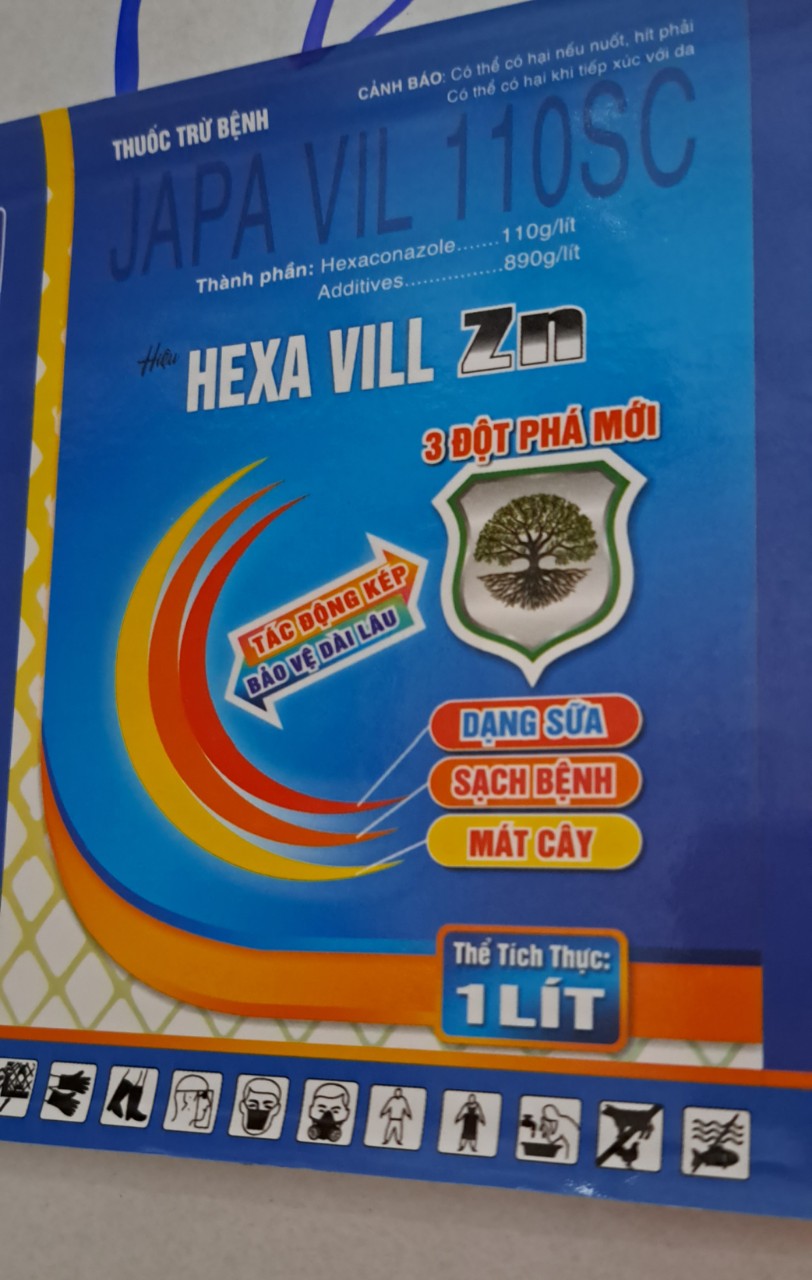 CẢNH BÁO: Có thể có hại nếu nuốt, hít phải
Có thể có hại khi tiếp xúc với da
THUỐC TRỪ BỆNH
JAPA VIL 110SC
Thành phần: Hexaconazole.......110g/lít
Additives................890g/lít
Hiệu HEXA VILL Zn
3 ĐỘT PHÁ MỚI
TÁC ĐỘNG KÉP
BẢO VỆ DÀI LÂU
DẠNG SỮA
SẠCH BỆNH
MÁT CÂY
Thể Tích Thực:
1 LÍT